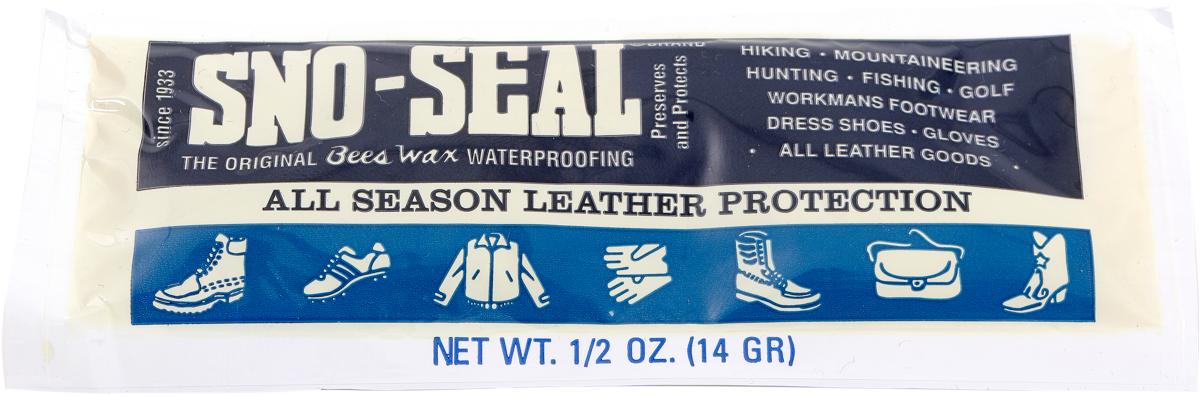 since 1933
SNO-SEAL
BRAND
Preserves
and Protects
THE ORIGINAL Bees Wax WATERPROOFING
HIKING · MOUNTAINEERING
HUNTING · FISHING · GOLF
WORKMANS FOOTWEAR
DRESS SHOES · GLOVES
· ALL LEATHER GOODS ·
ALL SEASON LEATHER PROTECTION
NET WT. 1/2 OZ. (14 GR)